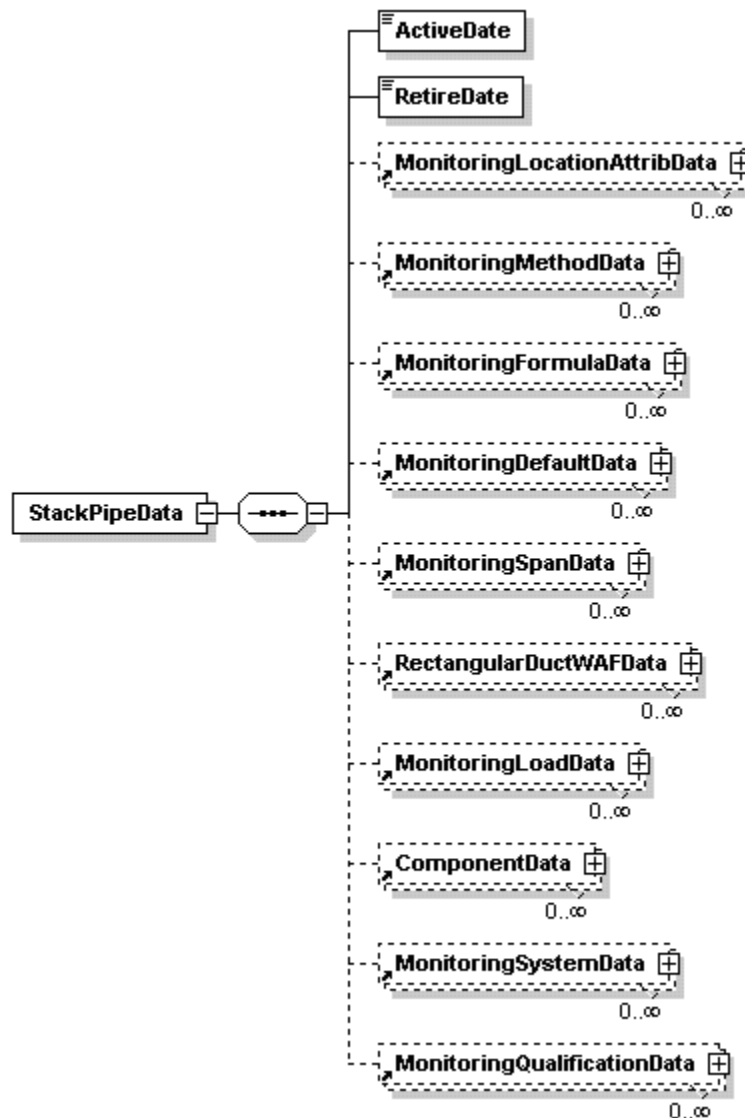 ActiveDate
RetireDate
MonitoringLocationAttribData
0..∞
MonitoringMethodData
0..∞
MonitoringFormulaData
0..∞
MonitoringDefaultData
0..∞
StackPipeData
MonitoringSpanData
0..∞
RectangularDuctWAFData
0..∞
MonitoringLoadData
0..∞
ComponentData
0..∞
MonitoringSystemData
0..∞
MonitoringQualificationData
0..∞